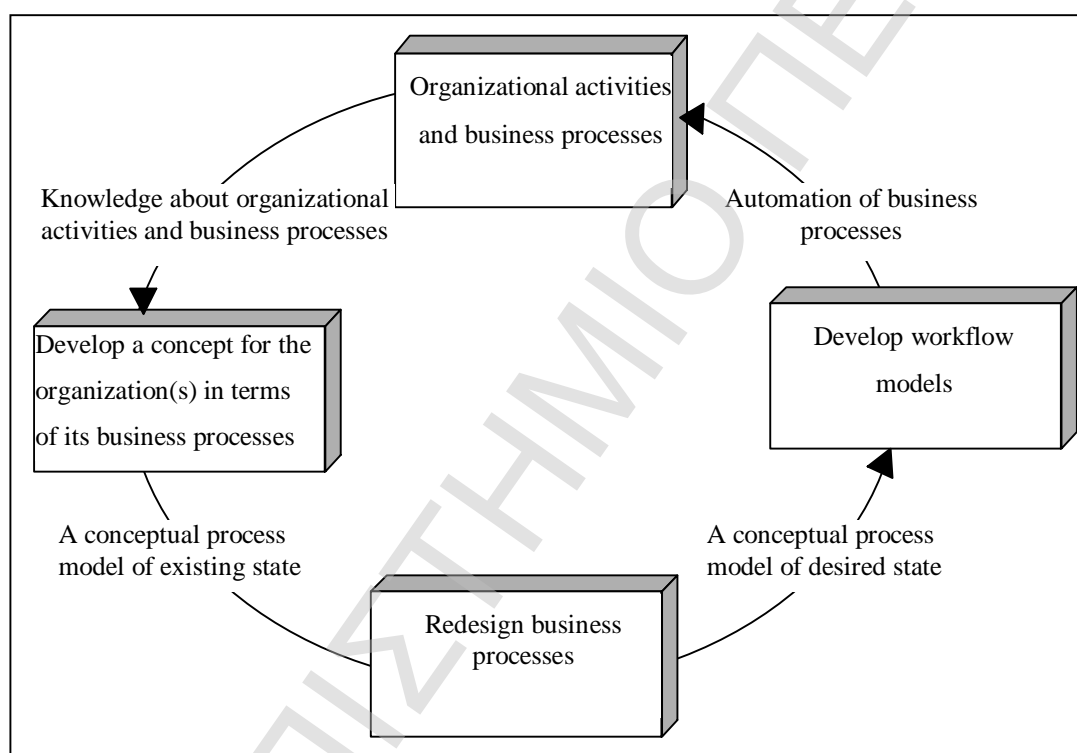 Organizational activities
and business processes
Knowledge about organizational
activities and business processes
Automation of business
processes
Develop a concept for the
organization(s) in terms
of its business processes
Develop workflow
models
A conceptual process
model of existing state
A conceptual process
model of desired state
Redesign business
processes
ΠΙΣΤΗΜΙΟ ΠΕ